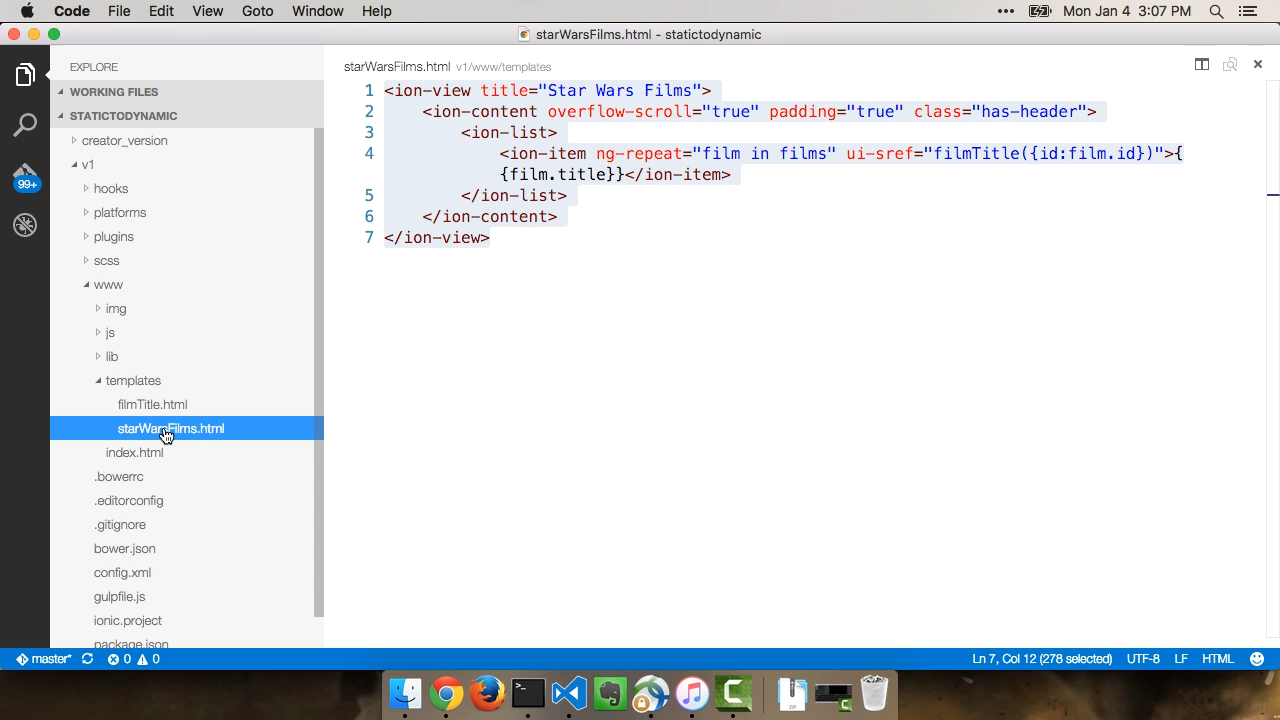 Code File Edit View Goto Window Help
Mon Jan 4 3:07 PM
starWarsFilms.html - statictodynamic
EXPLORE
WORKING FILES
STATICTODYNAMIC
creator_version
v1
hooks
platforms
plugins
scss
www
img
js
lib
templates
filmTitle.html
starWarsFilms.html
index.html
.bowerrc
.editorconfig
.gitignore
bower.json
config.xml
gulpfile.js
ionic.project
package.json
99+
starWarsFilms.html v1/www/templates
1 <ion-view title="Star Wars Films">
2 <ion-content overflow-scroll="true" padding="true" class="has-header">
3 <ion-list>
4 <ion-item ng-repeat="film in films" ui-sref="filmTitle({id:film.id})">{
{film.title}}</ion-item>
5 </ion-list>
6 </ion-content>
7 </ion-view>
master* 0 0
Ln 7, Col 12 (278 selected) UTF-8 LF HTML
ZIP